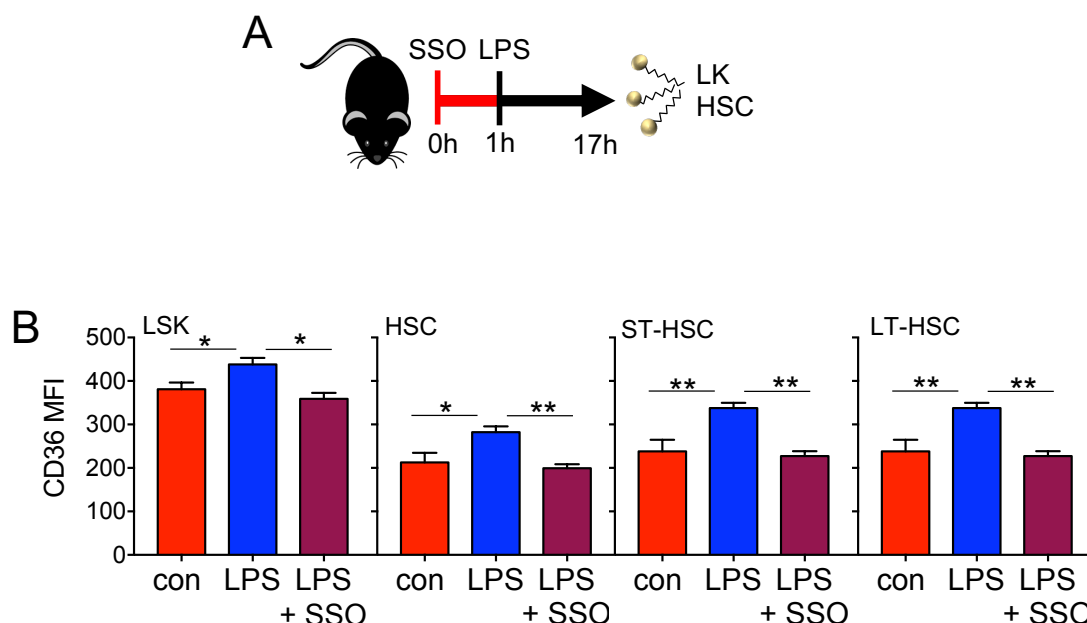 A
SSO LPS
0h 1h 17h
LK
HSC
B
LSK HSC ST-HSC LT-HSC
* * * ** ** ** ** **
CD36 MFI
500
400
300
200
100
0
con LPS LPS + SSO
con LPS LPS + SSO
con LPS LPS + SSO
con LPS LPS + SSO